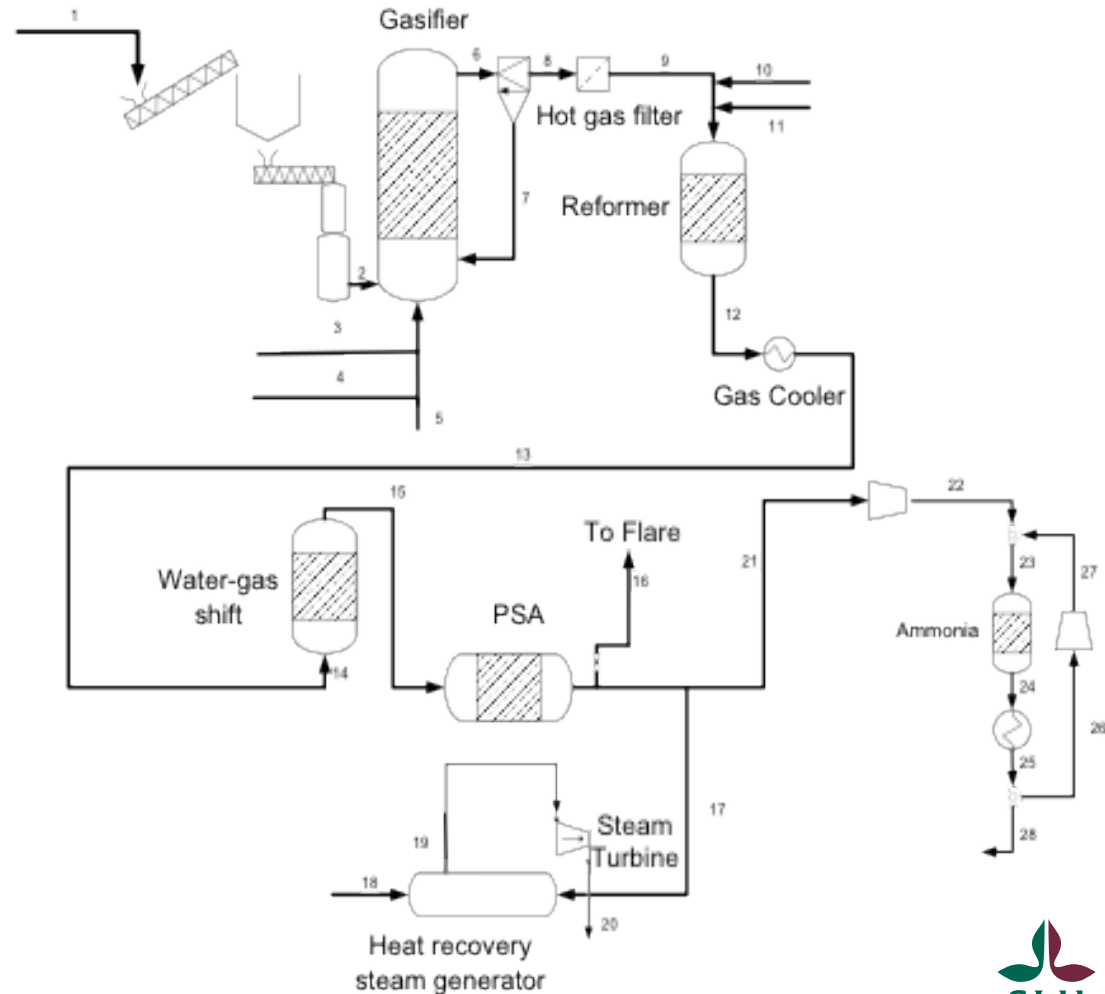 1
Gasifier
6
8
9
10
11
Hot gas filter
7
Reformer
2
3
4
5
12
Gas Cooler
13
15
To Flare
16
22
21
23
27
Water-gas
shift
PSA
Ammonia
14
24
25
26
17
28
19
Steam
Turbine
18
20
Heat recovery
steam generator